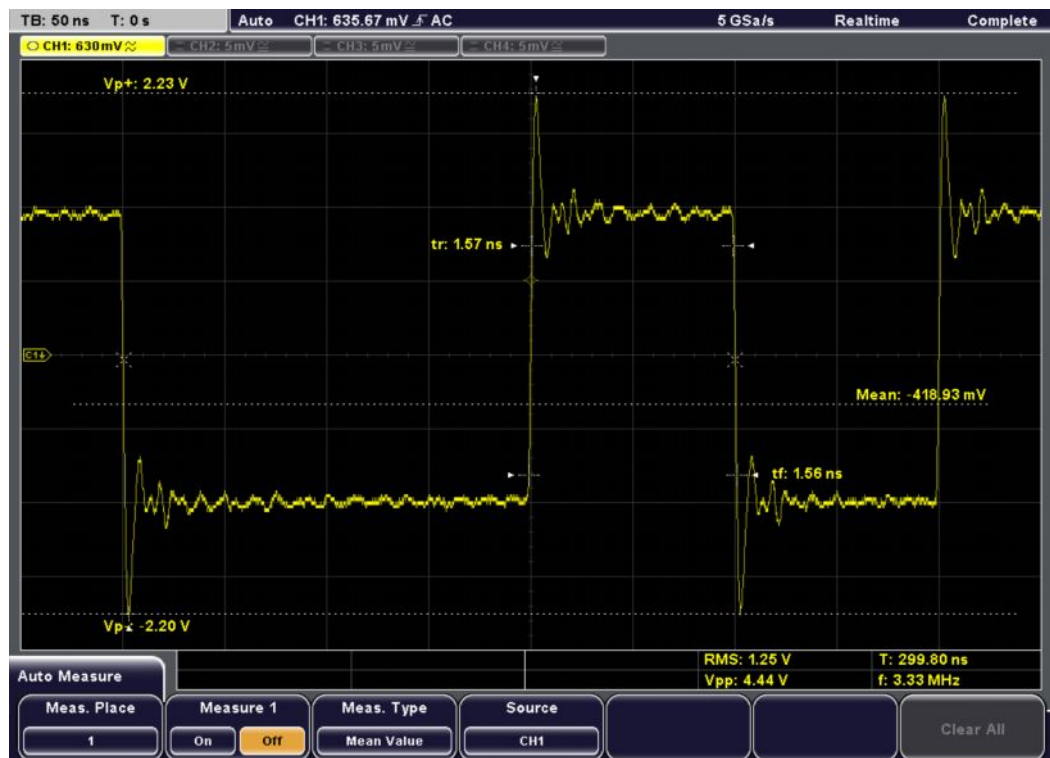 TB: 50 ns T: 0 s Auto CH1: 635.67 mV AC 5 GSa/s Realtime Complete
CH1: 630mV CH2: 5mV CH3: 5mV CH4: 5mV
Vp+: 2.23 V
tr: 1.57 ns
C1
Mean: -418.93 mV
tf: 1.56 ns
Vp-: -2.20 V
RMS: 1.25 V T: 299.80 ns
Auto Measure
Vpp: 4.44 V f: 3.33 MHz
Meas. Place Measure 1 Meas. Type Source
1 On Off Mean Value CH1
Clear All